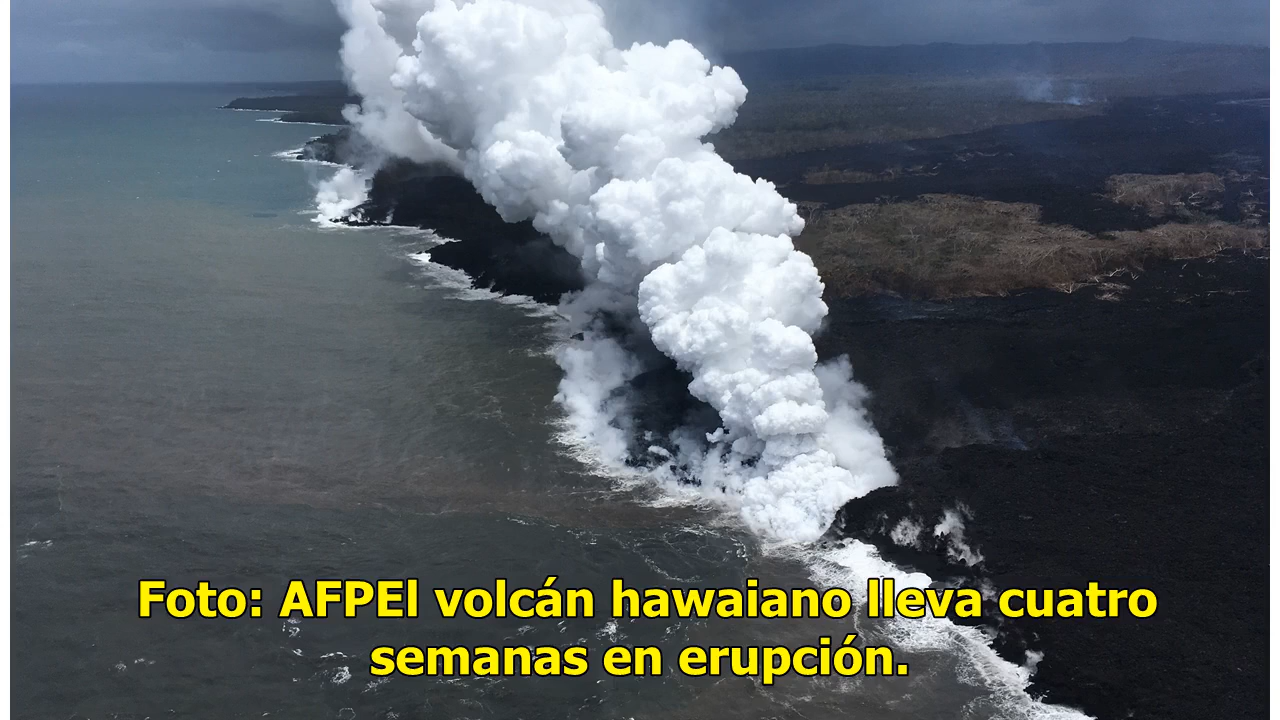 Foto: AFPEl volcán hawaiano lleva cuatro
semanas en erupción.